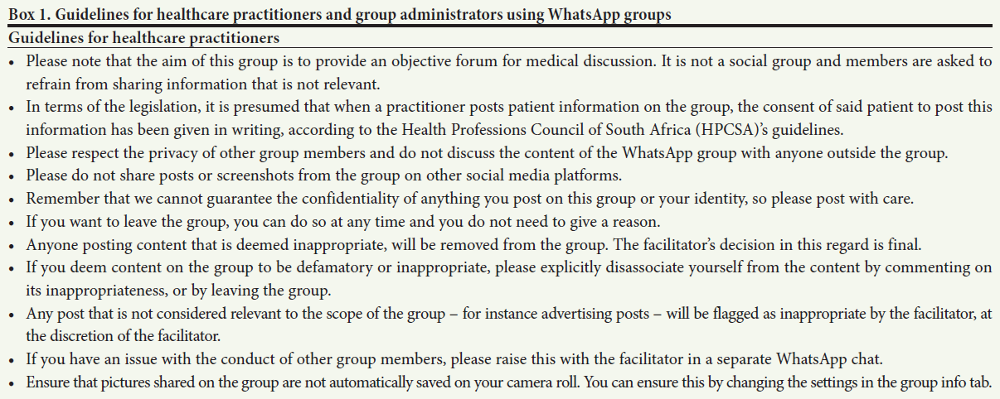 Box 1. Guidelines for healthcare practitioners and group administrators using WhatsApp groups
Guidelines for healthcare practitioners
• Please note that the aim of this group is to provide an objective forum for medical discussion. It is not a social group and members are asked to
refrain from sharing information that is not relevant.
• In terms of the legislation, it is presumed that when a practitioner posts patient information on the group, the consent of said patient to post this
information has been given in writing, according to the Health Professions Council of South Africa (HPCSA)'s guidelines.
• Please respect the privacy of other group members and do not discuss the content of the WhatsApp group with anyone outside the group.
• Please do not share posts or screenshots from the group on other social media platforms.
• Remember that we cannot guarantee the confidentiality of anything you post on this group or your identity, so please post with care.
• If you want to leave the group, you can do so at any time and you do not need to give a reason.
• Anyone posting content that is deemed inappropriate, will be removed from the group. The facilitator's decision in this regard is final.
• If you deem content on the group to be defamatory or inappropriate, please explicitly disassociate yourself from the content by commenting on
its inappropriateness, or by leaving the group.
• Any post that is not considered relevant to the scope of the group – for instance advertising posts – will be flagged as inappropriate by the facilitator, at
the discretion of the facilitator.
• If you have an issue with the conduct of other group members, please raise this with the facilitator in a separate WhatsApp chat.
• Ensure that pictures shared on the group are not automatically saved on your camera roll. You can ensure this by changing the settings in the group info tab.